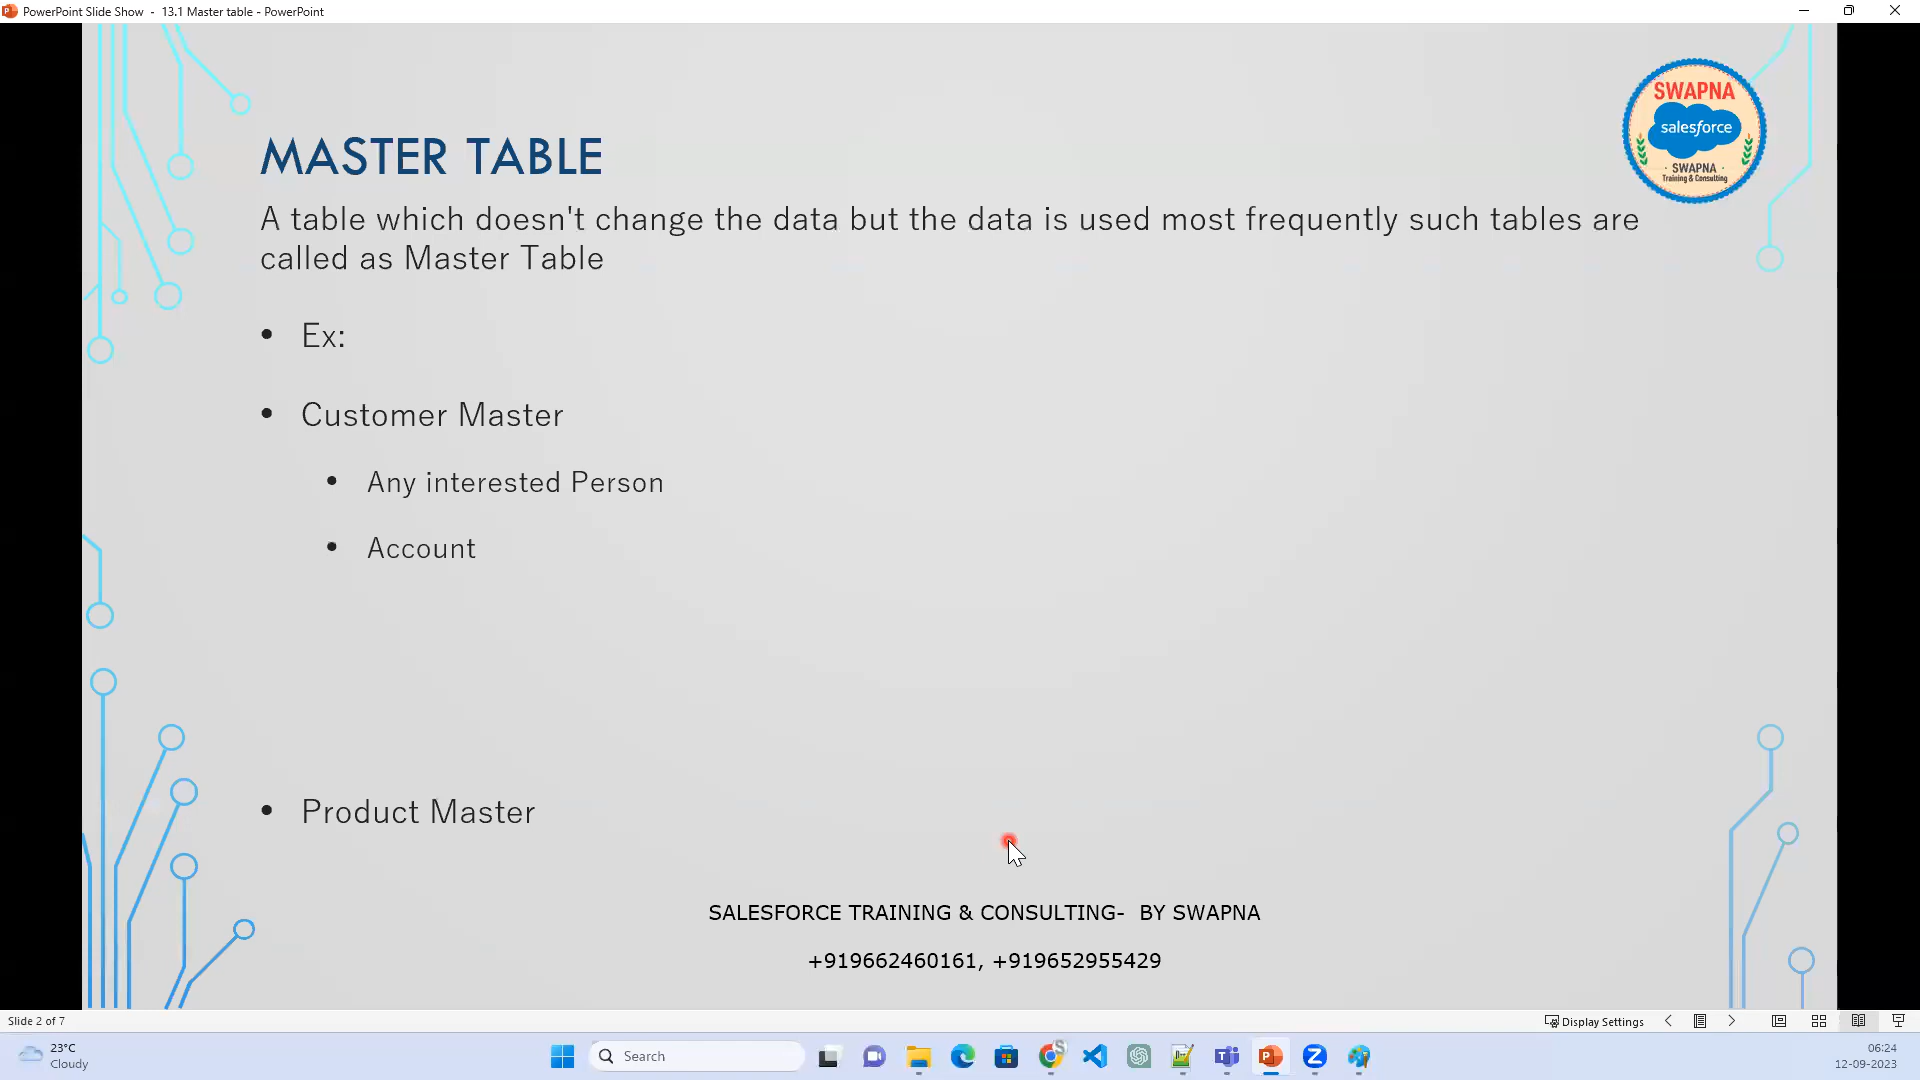 PowerPoint Slide Show - 13.1 Master table - PowerPoint
SWAPNA
salesforce
· SWAPNA ·
Training & Consulting
MASTER TABLE
A table which doesn't change the data but the data is used most frequently such tables are
called as Master Table
• Ex:
• Customer Master
• Any interested Person
• Account
• Product Master
SALESFORCE TRAINING & CONSULTING- BY SWAPNA
+919662460161, +919652955429
Slide 2 of 7
Display Settings
23°C
Cloudy
Search
06:24
12-09-2023